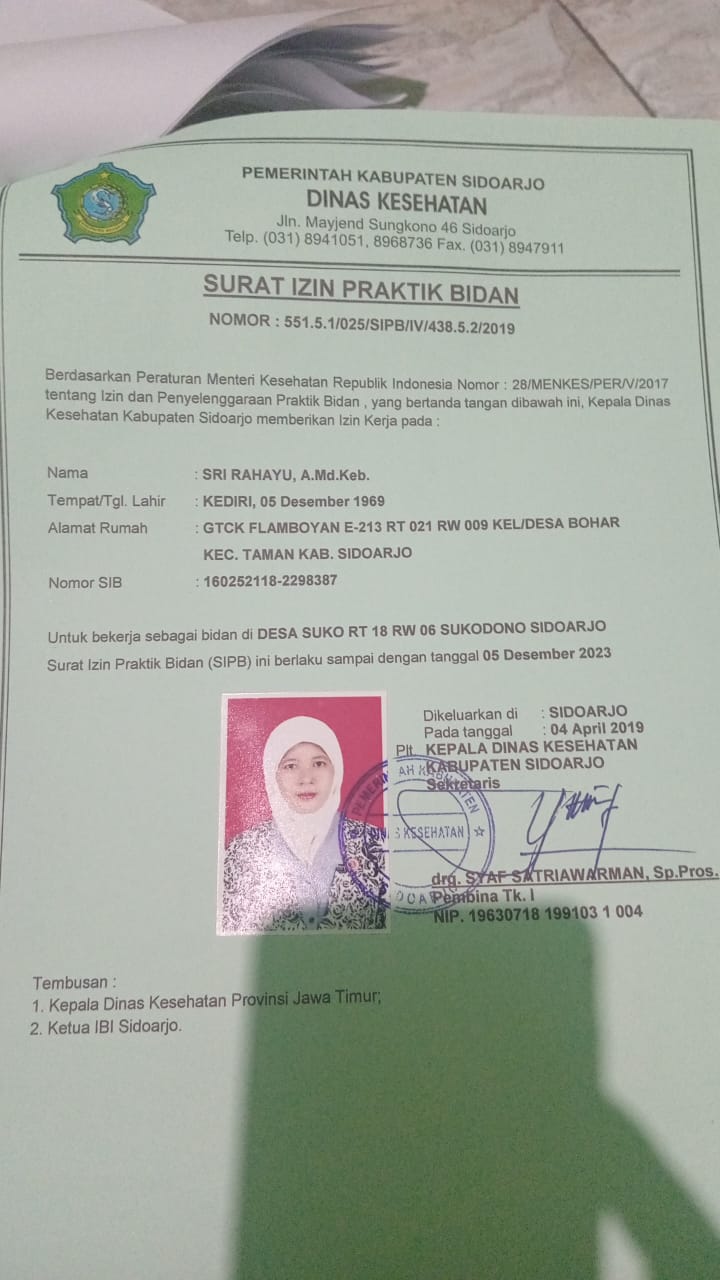 PEMERINTAH KABUPATEN SIDOARJO
DINAS KESEHATAN
Jln. Mayjend Sungkono 46 Sidoarjo
Telp. (031) 8941051, 8968736 Fax. (031) 8947911
SURAT IZIN PRAKTIK BIDAN
NOMOR : 551.5.1/025/SIPB/IV/438.5.2/2019
Berdasarkan Peraturan Menteri Kesehatan Republik Indonesia Nomor : 28/MENKES/PER/V/2017
tentang Izin dan Penyelenggaraan Praktik Bidan , yang bertanda tangan dibawah ini, Kepala Dinas
Kesehatan Kabupaten Sidoarjo memberikan Izin Kerja pada :
Nama : SRI RAHAYU, A.Md.Keb.
Tempat/Tgl. Lahir : KEDIRI, 05 Desember 1969
Alamat Rumah : GTCK FLAMBOYAN E-213 RT 021 RW 009 KEL/DESA BOHAR
KEC. TAMAN KAB. SIDOARJO
Nomor SIB : 160252118-2298387
Untuk bekerja sebagai bidan di DESA SUKO RT 18 RW 06 SUKODONO SIDOARJO
Surat Izin Praktik Bidan (SIPB) ini berlaku sampai dengan tanggal 05 Desember 2023
Dikeluarkan di : SIDOARJO
Pada tanggal : 04 April 2019
Plt. KEPALA DINAS KESEHATAN
KABUPATEN SIDOARJO
Sekretaris
KESEHATAN
drg. SYAF SATRIAWARMAN, Sp.Pros.
Pembina Tk. I
NIP. 19630718 199103 1 004
Tembusan :
1. Kepala Dinas Kesehatan Provinsi Jawa Timur;
2. Ketua IBI Sidoarjo.